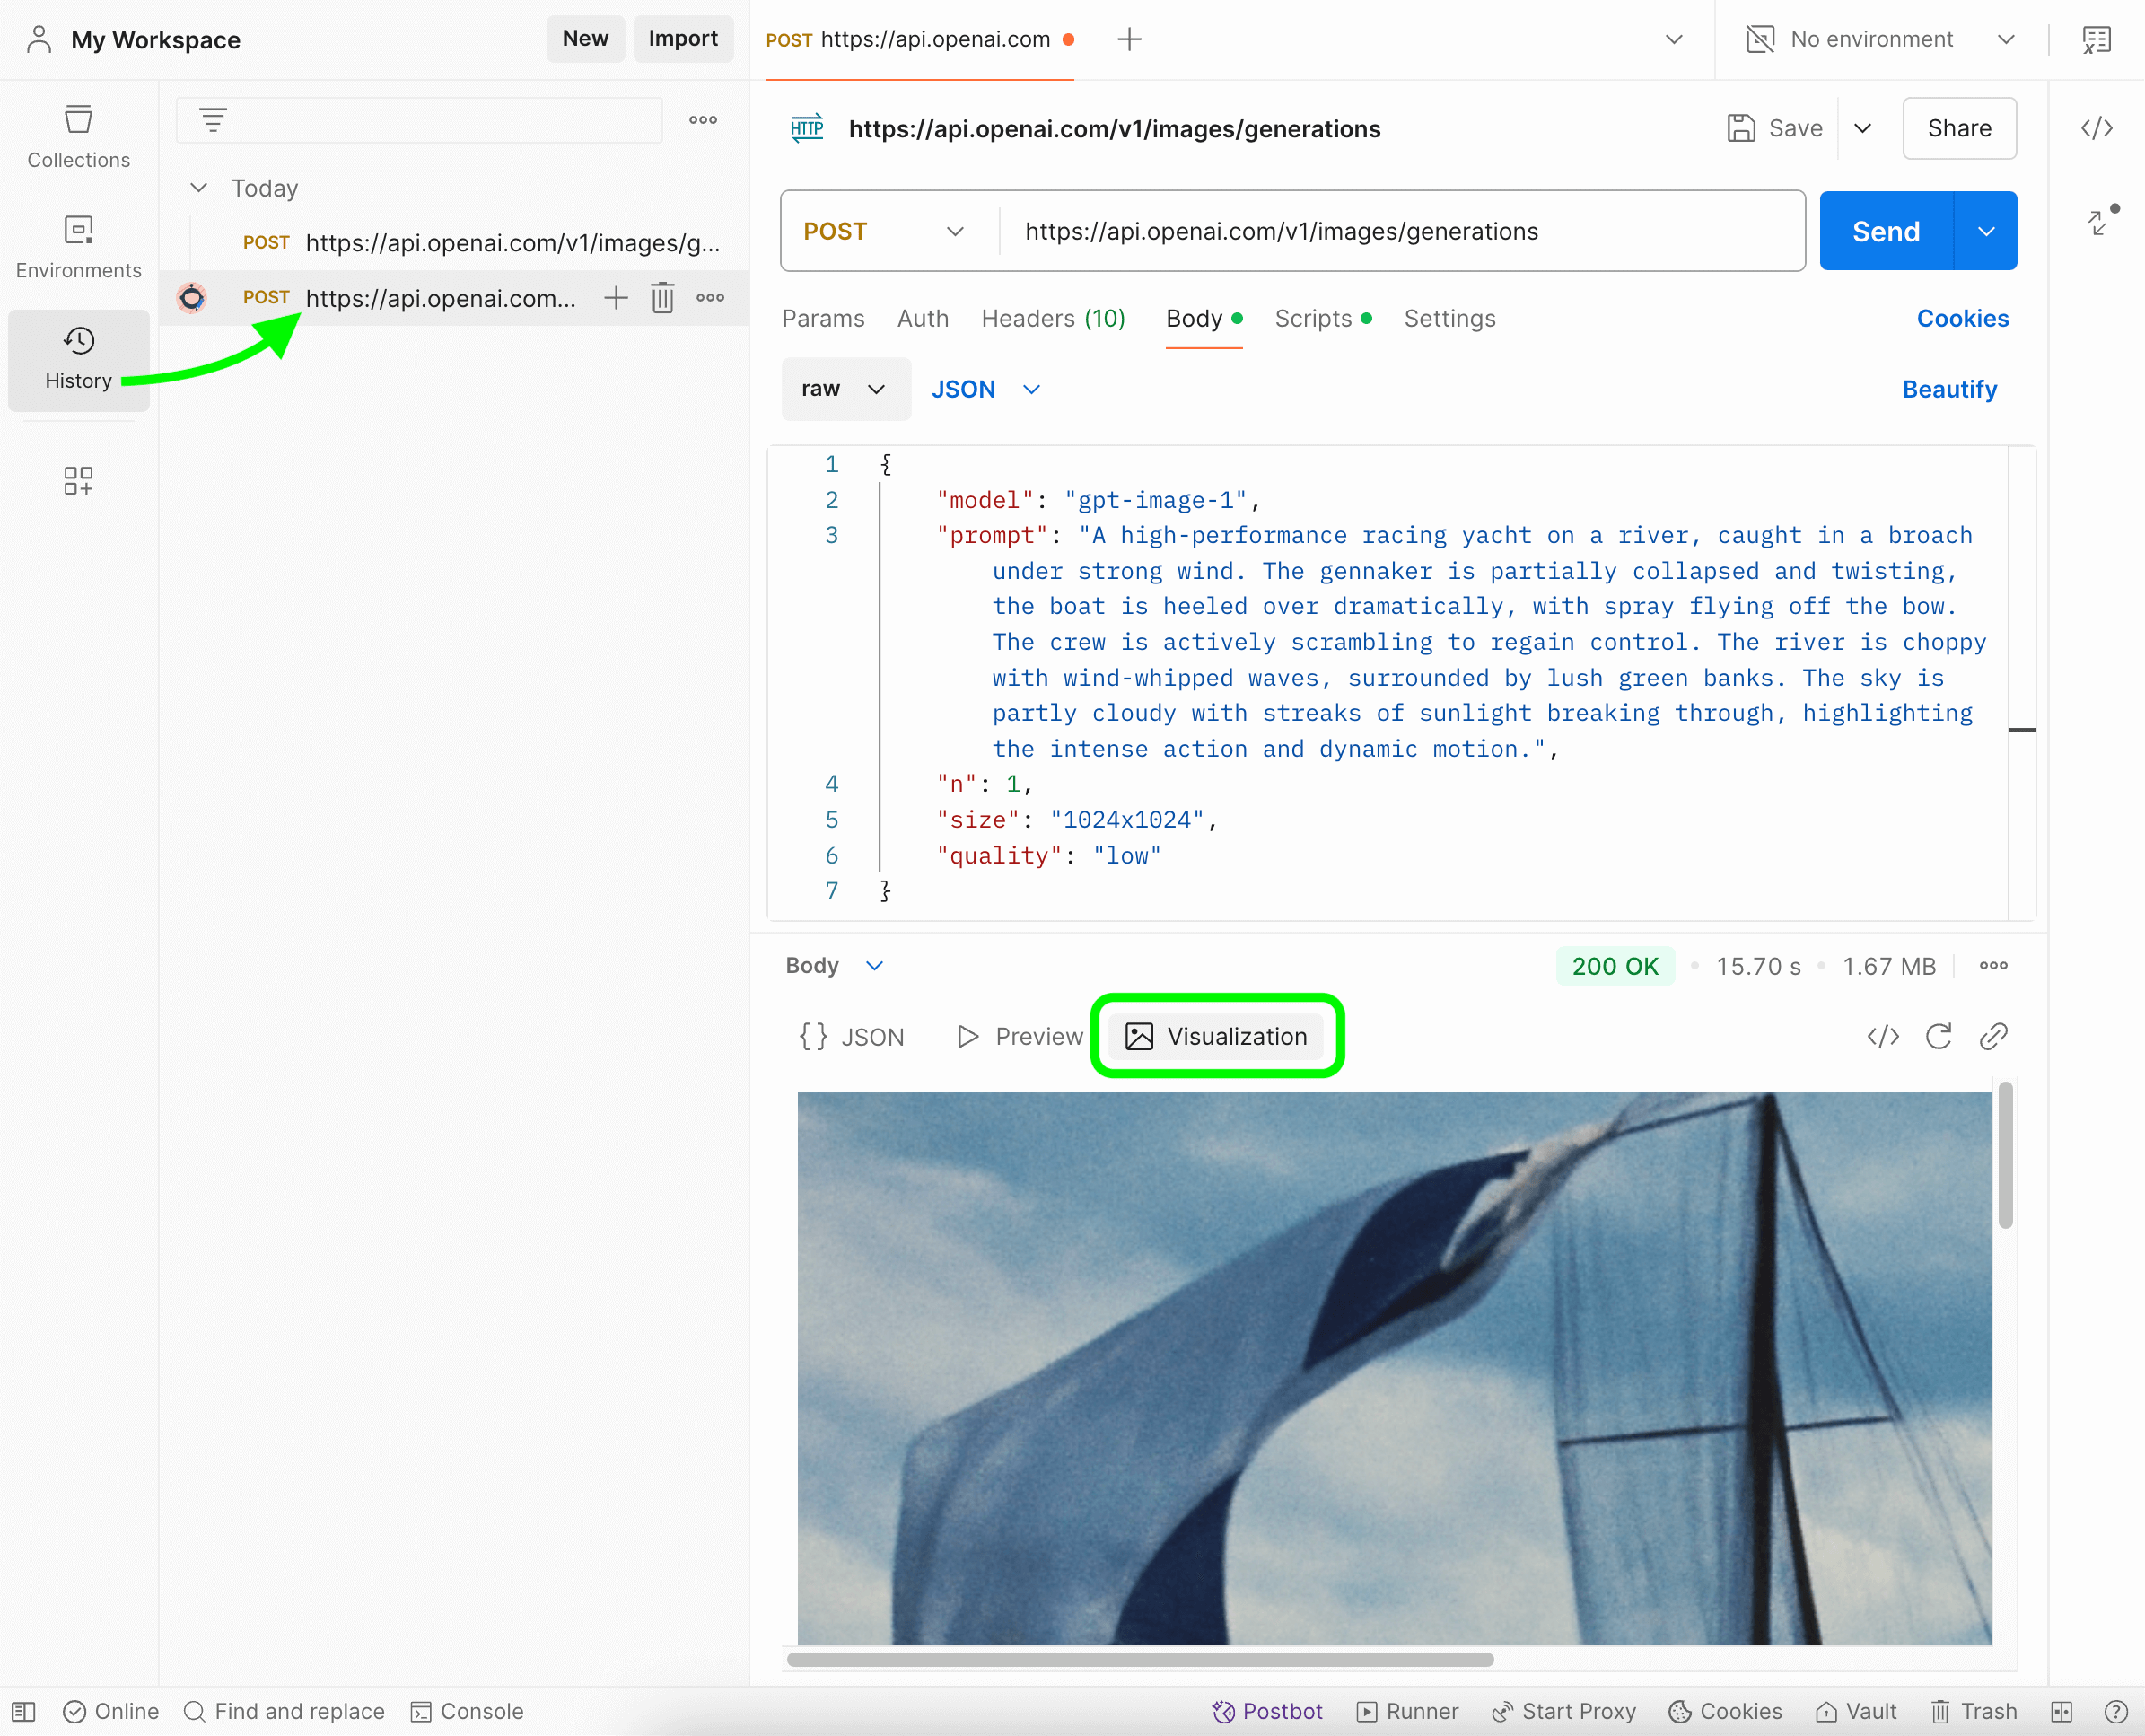 My Workspace
New
Import
POST https://api.openai.com
No environment
Collections
Environments
History
Today
POST https://api.openai.com/v1/images/g...
POST https://api.openai.com...
HTTP
https://api.openai.com/v1/images/generations
Save
Share
POST
https://api.openai.com/v1/images/generations
Send
Params
Auth
Headers (10)
Body
Scripts
Settings
Cookies
raw
JSON
Beautify
1 {
2 "model": "gpt-image-1",
3 "prompt": "A high-performance racing yacht on a river, caught in a broach
under strong wind. The gennaker is partially collapsed and twisting,
the boat is heeled over dramatically, with spray flying off the bow.
The crew is actively scrambling to regain control. The river is choppy
with wind-whipped waves, surrounded by lush green banks. The sky is
partly cloudy with streaks of sunlight breaking through, highlighting
the intense action and dynamic motion.",
4 "n": 1,
5 "size": "1024x1024",
6 "quality": "low"
7 }
Body
200 OK
15.70 s
1.67 MB
{} JSON
Preview
Visualization
Online
Find and replace
Console
Postbot
Runner
Start Proxy
Cookies
Vault
Trash